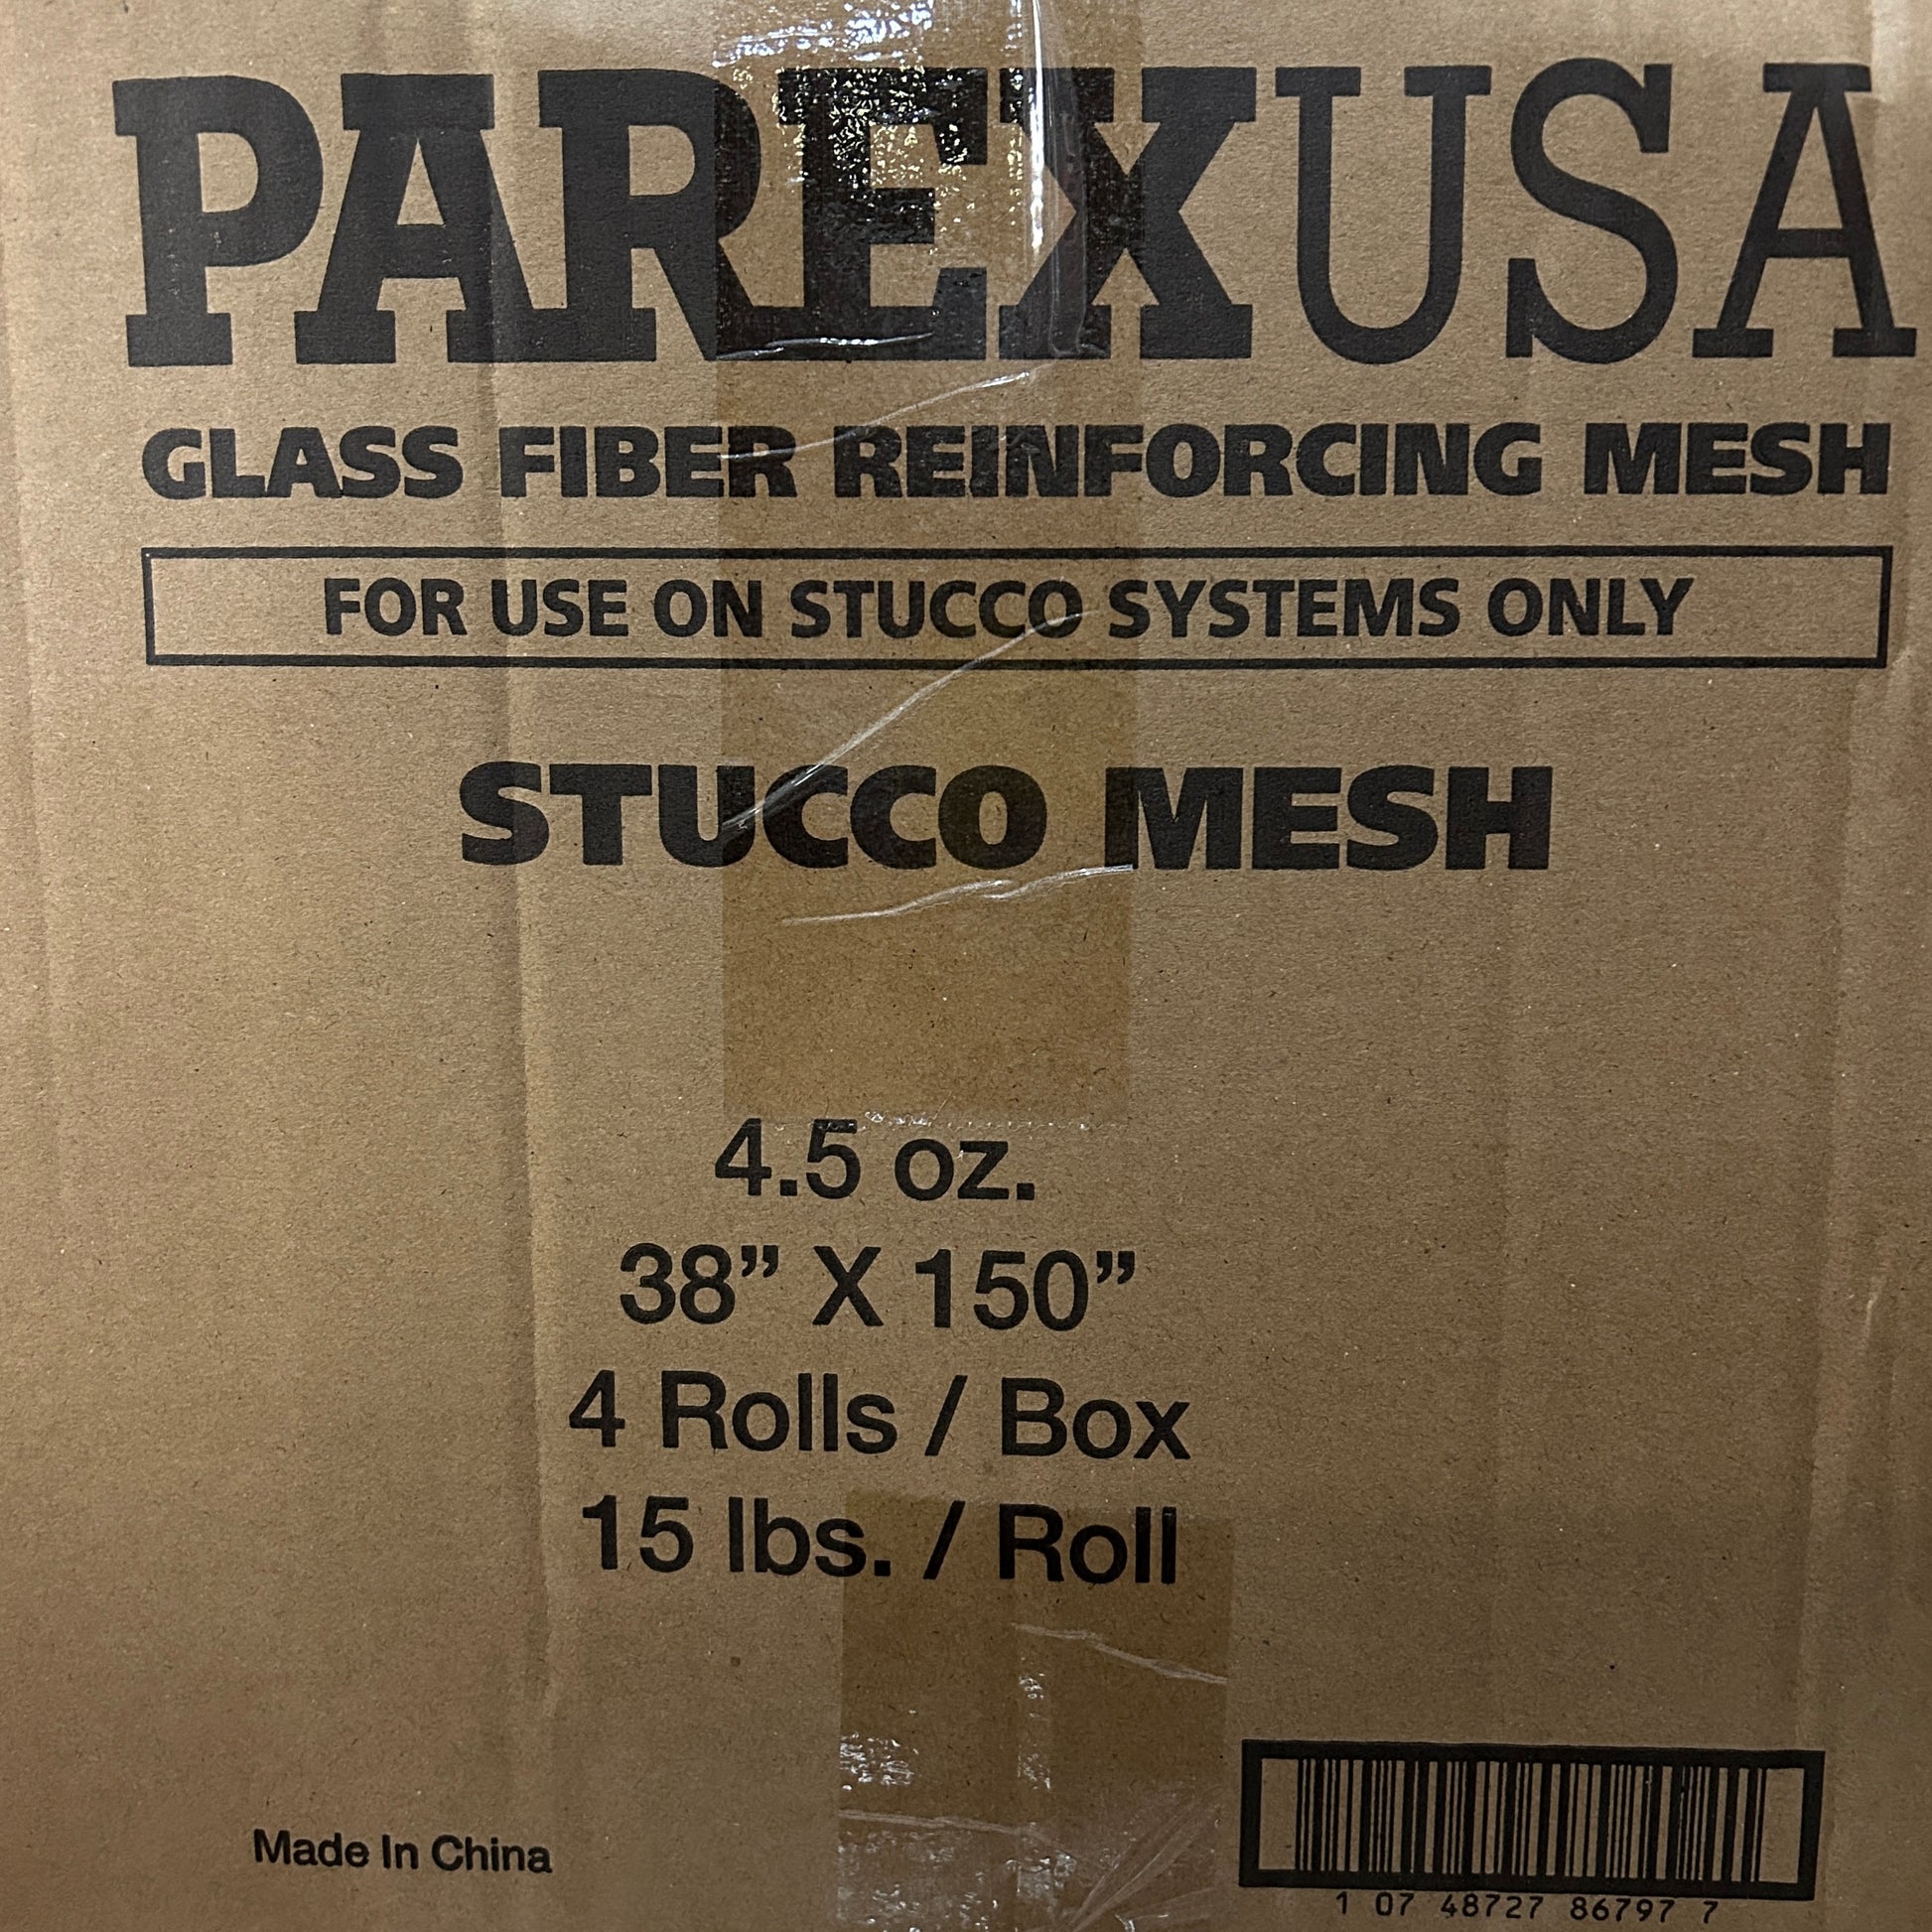 PAREXUSA
GLASS FIBER REINFORCING MESH
FOR USE ON STUCCO SYSTEMS ONLY
STUCCO MESH
4.5 oz.
38” X 150”
4 Rolls / Box
15 lbs. / Roll
Made In China
1 07 48727 86797 7